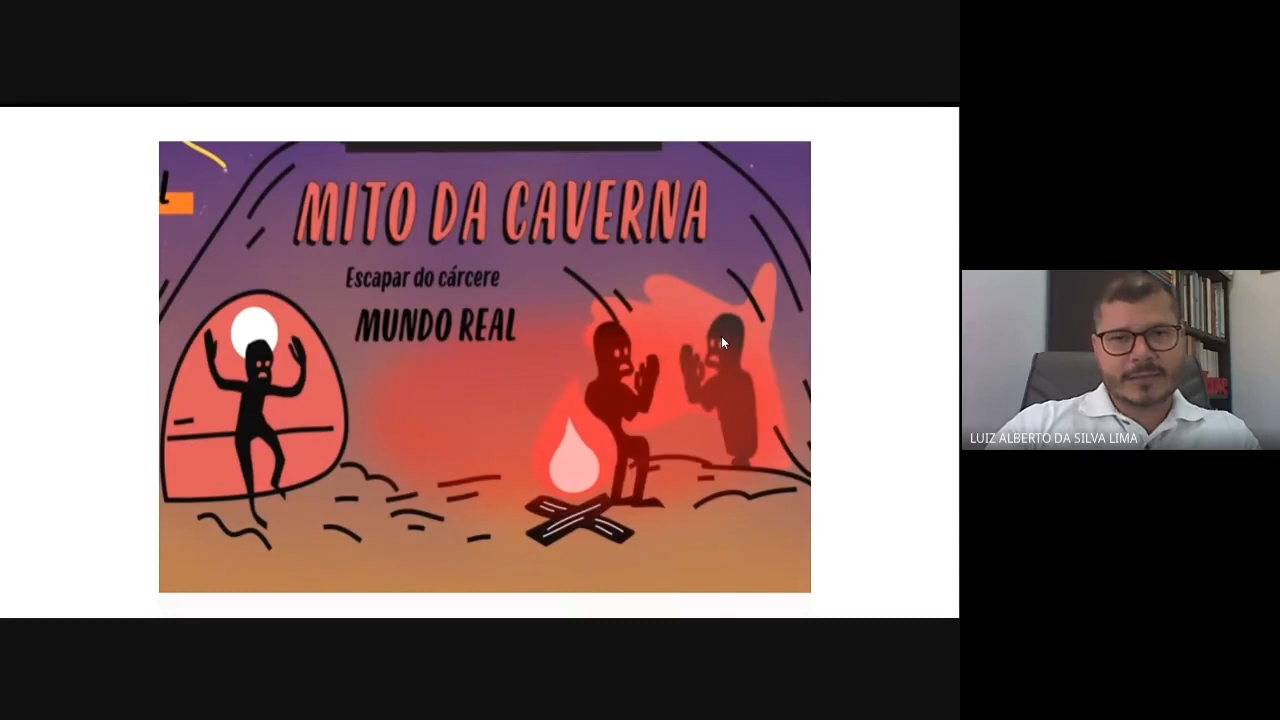 MITO DA CAVERNA
Escapar do cárcere
MUNDO REAL
LUIZ ALBERTO DA SILVA LIMA